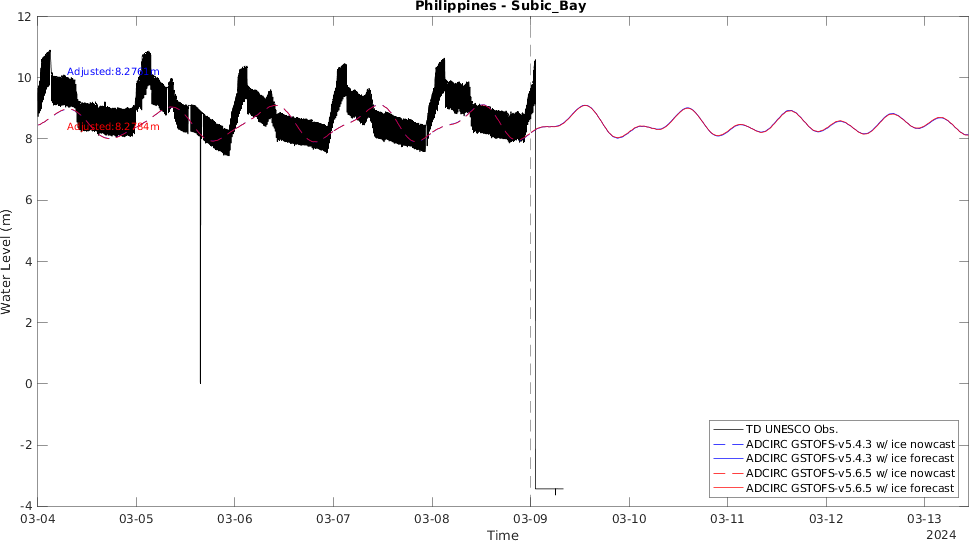 Philippines - Subic_Bay
12
10
8
6
4
2
0
-2
-4
Water Level (m)
Adjusted:8.2784m
TD UNESCO Obs.
ADCIRC GSTOFS-v5.4.3 w/ ice nowcast
ADCIRC GSTOFS-v5.4.3 w/ ice forecast
ADCIRC GSTOFS-v5.6.5 w/ ice nowcast
ADCIRC GSTOFS-v5.6.5 w/ ice forecast
03-04 03-05 03-06 03-07 03-08 03-09 03-10 03-11 03-12 03-13
Time
2024